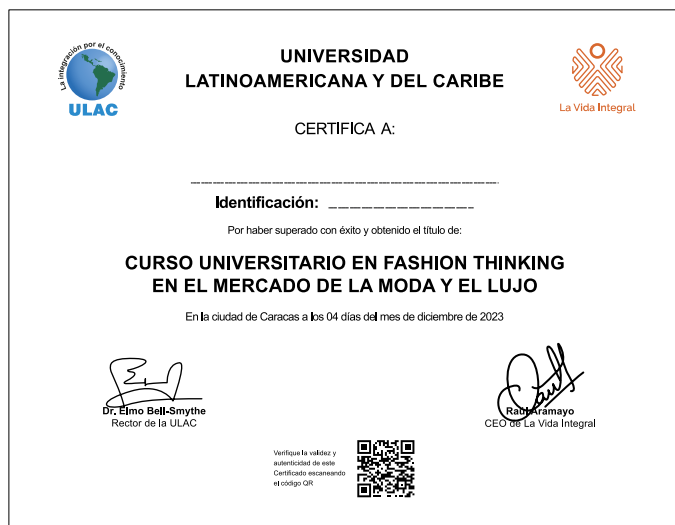 La integración por el conocimiento
ULAC
UNIVERSIDAD
LATINOAMERICANA Y DEL CARIBE
La Vida Integral
CERTIFICA A:
Identificación:
Por haber superado con éxito y obtenido el título de:
CURSO UNIVERSITARIO EN FASHION THINKING
EN EL MERCADO DE LA MODA Y EL LUJO
En la ciudad de Caracas a los 04 días del mes de diciembre de 2023
Dr. Elmo Bell-Smythe
Rector de la ULAC
Raúl Aramayo
CEO de La Vida Integral
Verifique la validez y
autenticidad de este
Certificado escaneando
el código QR